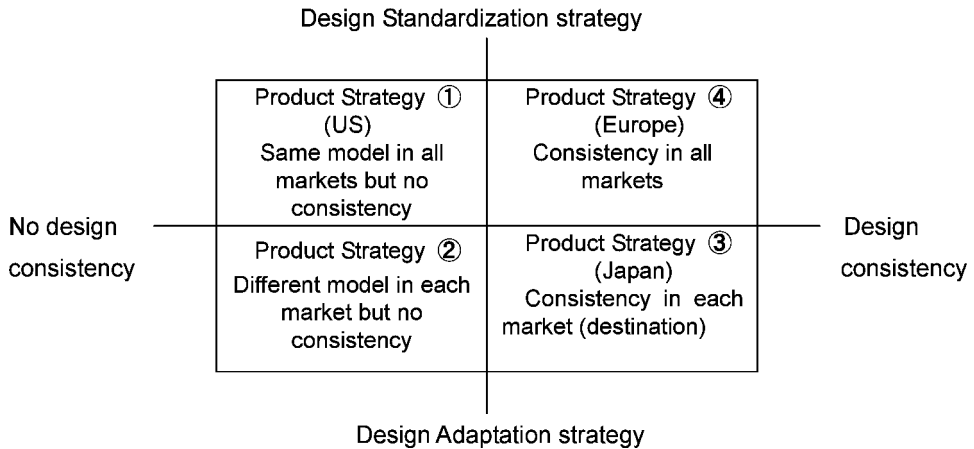 Design Standardization strategy
Product Strategy ①
(US)
Same model in all
markets but no
consistency
Product Strategy ④
(Europe)
Consistency in all
markets
No design
consistency
Design
consistency
Product Strategy ②
Different model in each
market but no
consistency
Product Strategy ③
(Japan)
Consistency in each
market (destination)
Design Adaptation strategy